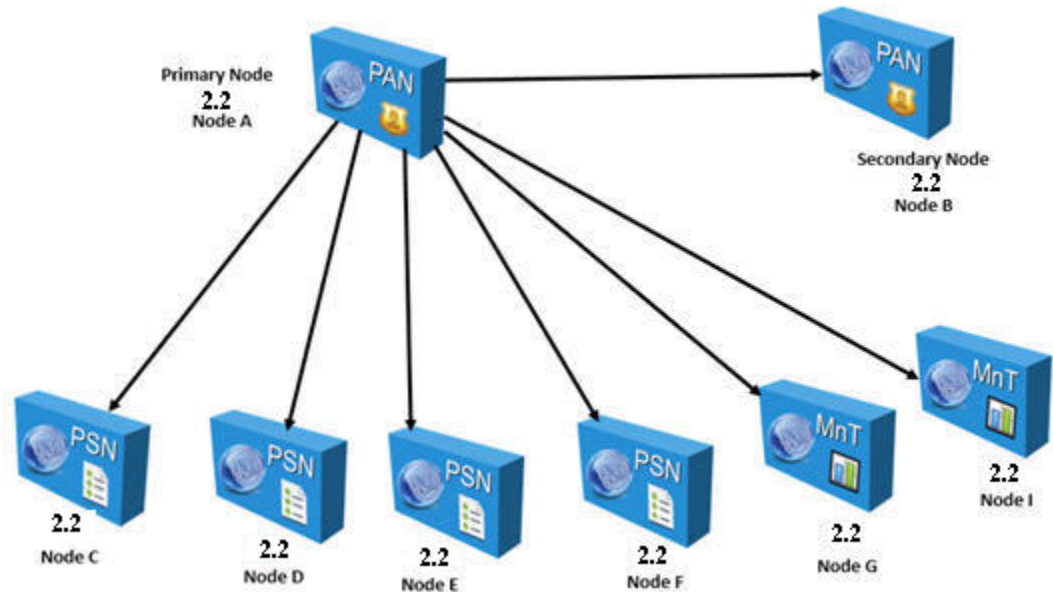 PAN
Primary Node
2.2
Node A
PAN
Secondary Node
2.2
Node B
PSN
2.2
Node C
PSN
2.2
Node D
PSN
2.2
Node E
PSN
2.2
Node F
MnT
2.2
Node G
MnT
2.2
Node I